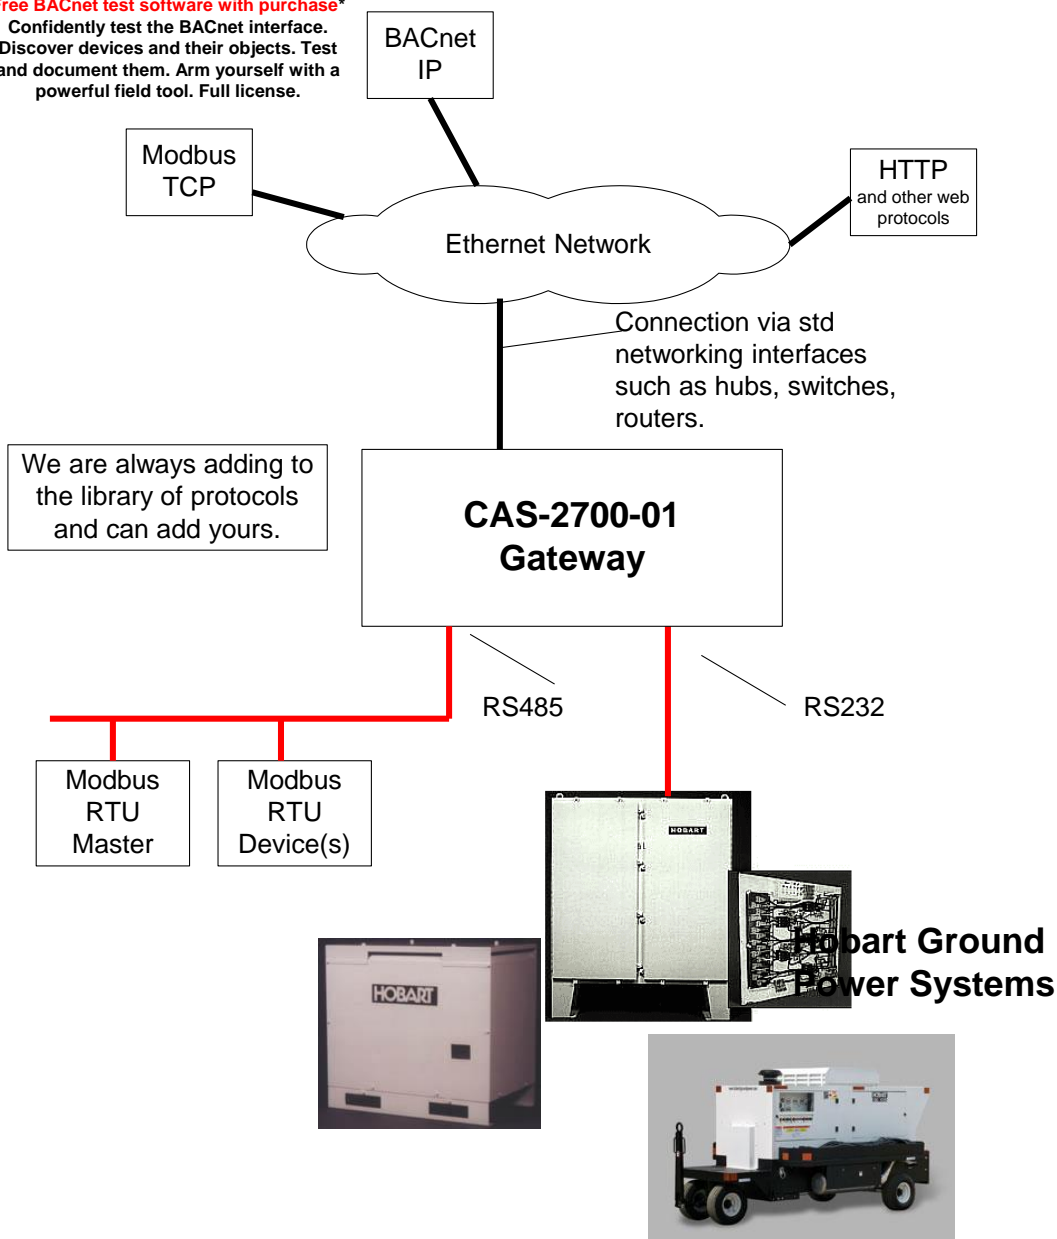 Free BACnet test software with purchase*
Confidently test the BACnet interface.
Discover devices and their objects. Test
and document them. Arm yourself with a
powerful field tool. Full license.
BACnet
IP
Modbus
TCP
HTTP
and other web
protocols
Ethernet Network
Connection via std
networking interfaces
such as hubs, switches,
routers.
We are always adding to
the library of protocols
and can add yours.
CAS-2700-01
Gateway
RS485
RS232
Modbus
RTU
Master
Modbus
RTU
Device(s)
HOBART
Hobart Ground
Power Systems
HOBART
HOBART